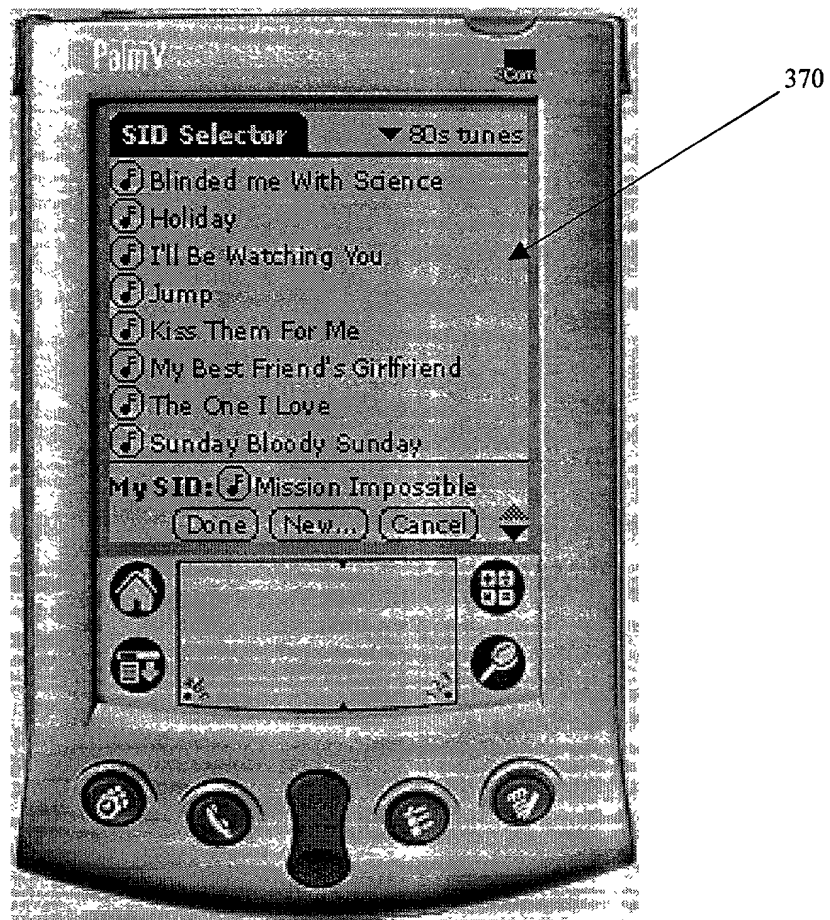 PalmV
3Com
370
SID Selector ▼ 80s tunes
Blinded me With Science
Holiday
I'll Be Watching You
Jump
Kiss Them For Me
My Best Friend's Girlfriend
The One I Love
Sunday Bloody Sunday
My SID: Mission Impossible
Done New... Cancel